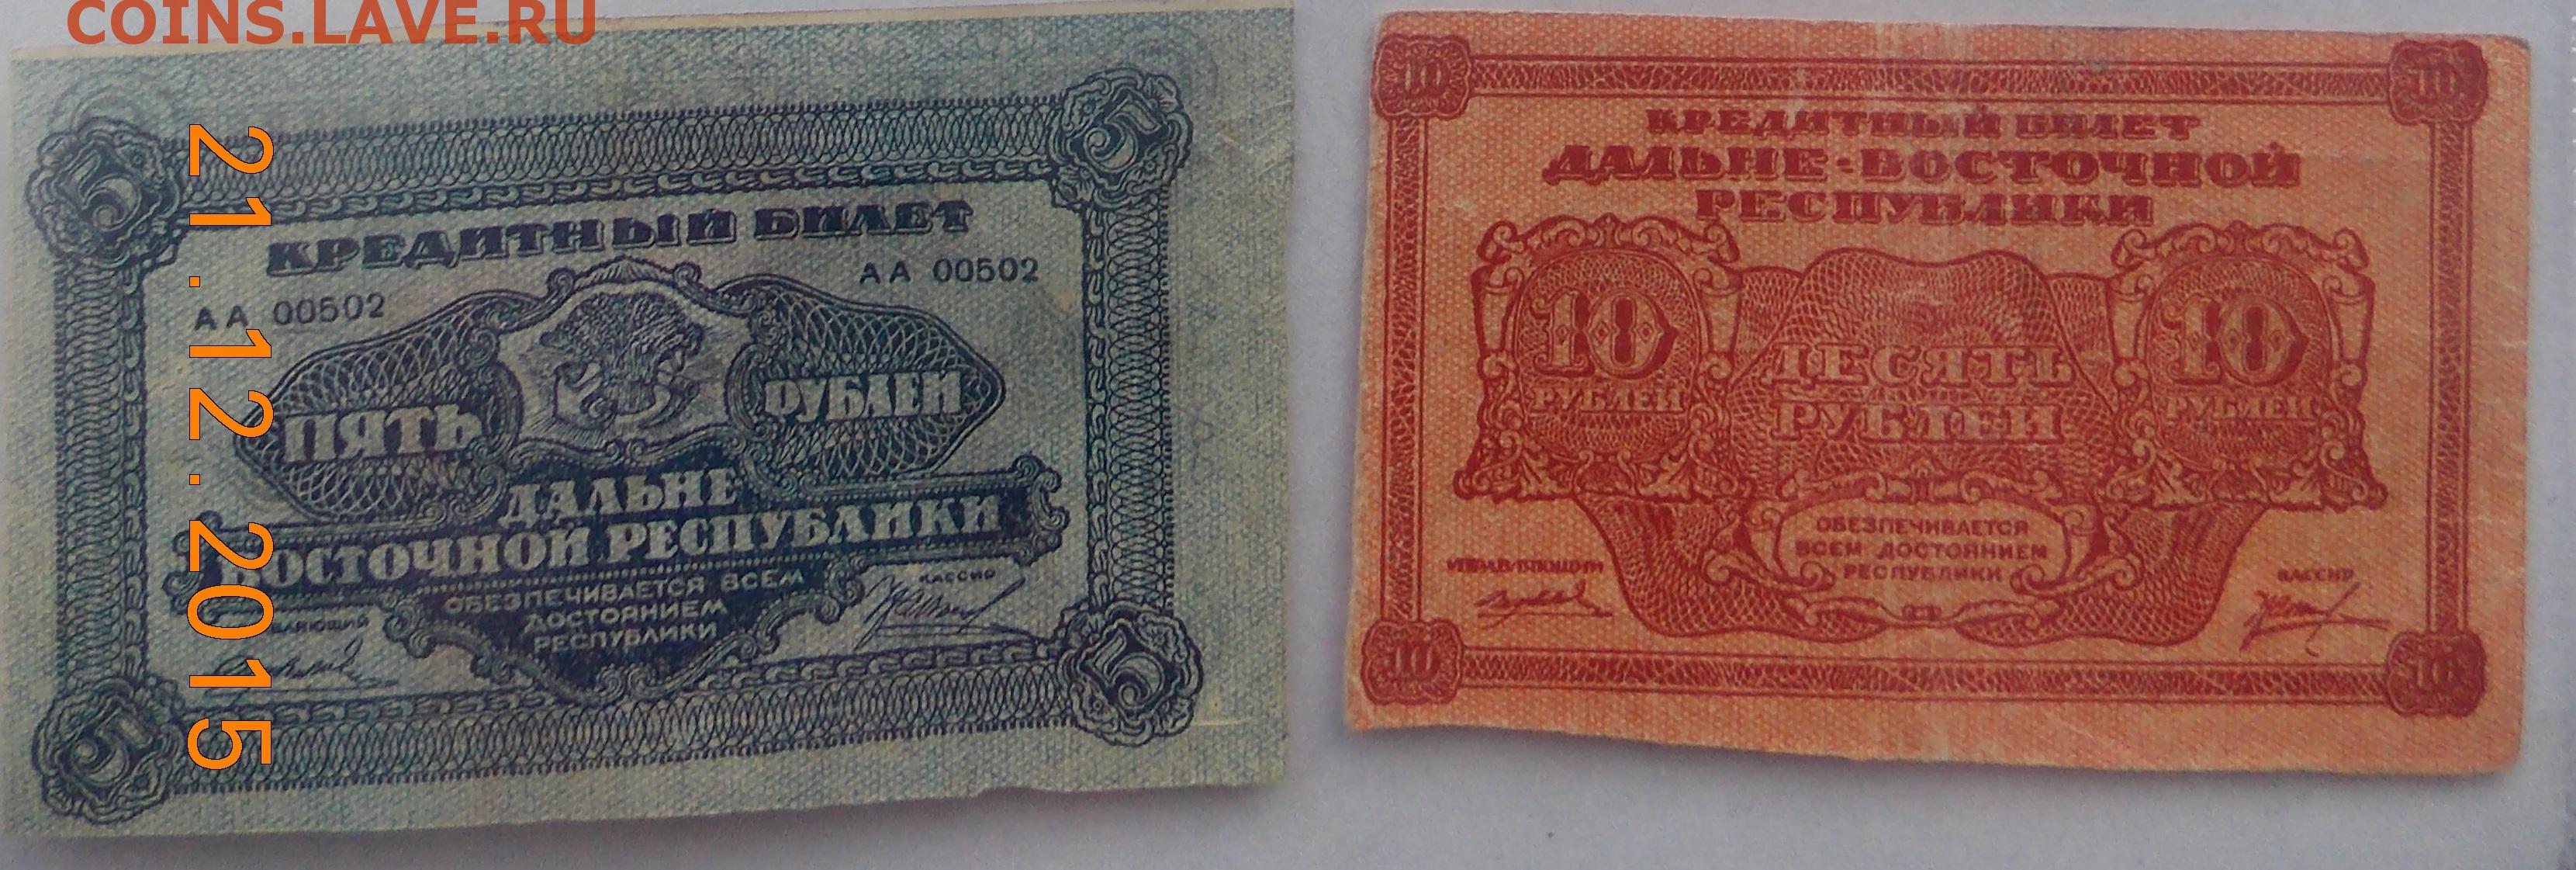 COINS.LAVE.RU
21.12.2015
5 5
КРЕДИТНЫЙ БИЛЕТ
АА 00502 АА 00502
ПЯТЬ РУБЛЕЙ
ДАЛЬНЕ
ВОСТОЧНОЙ РЕСПУБЛИКИ
ОБЕЗПЕЧИВАЕТСЯ ВСЕМ
ДОСТОЯНИЕМ
РЕСПУБЛИКИ
КАССИР
5 5
10 10
КРЕДИТНЫЙ БИЛЕТ
ДАЛЬНЕ-ВОСТОЧНОЙ
РЕСПУБЛИКИ
10 РУБЛЕЙ
ДЕСЯТЬ
РУБЛЕЙ
10 РУБЛЕЙ
ОБЕЗПЕЧИВАЕТСЯ
ВСЕМ ДОСТОЯНИЕМ
РЕСПУБЛИКИ
УПРАВЛЯЮЩИЙ
КАССИР
10 10